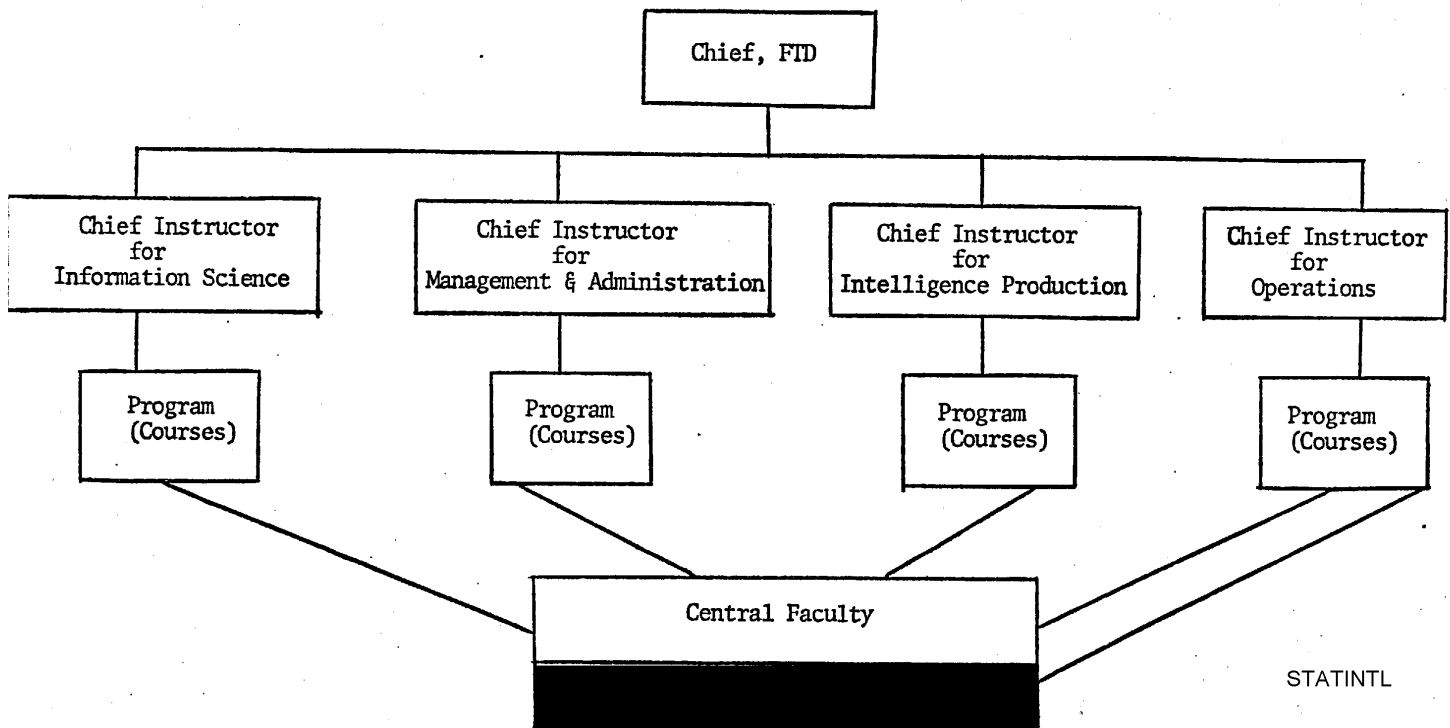 Chief, FTD
Chief Instructor
for
Information Science
Chief Instructor
for
Management & Administration
Chief Instructor
for
Intelligence Production
Chief Instructor
for
Operations
Program
(Courses)
Program
(Courses)
Program
(Courses)
Program
(Courses)
Central Faculty
STATINTL